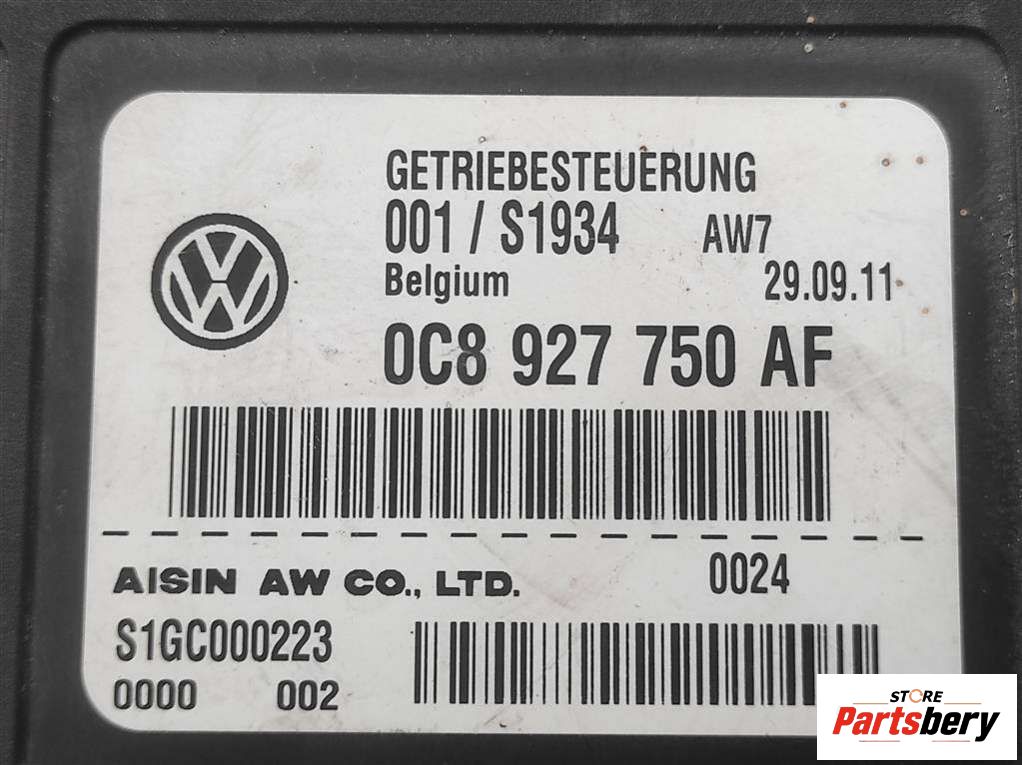 GETRIEBESTEUERUNG
001 / S1934 AW7
Belgium 29.09.11
0C8 927 750 AF
AISIN AW CO., LTD. 0024
S1GC000223
0000 002
STORE
Partsbery